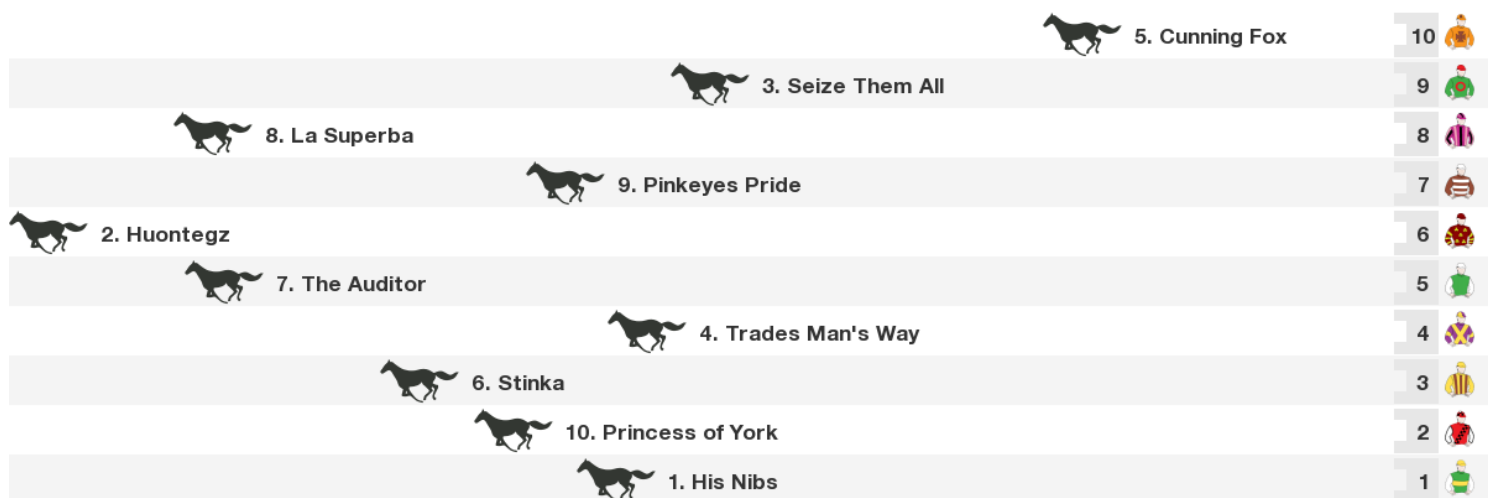 5. Cunning Fox 10
3. Seize Them All 9
8. La Superba 8
9. Pinkeyes Pride 7
2. Huontegz 6
7. The Auditor 5
4. Trades Man's Way 4
6. Stinka 3
10. Princess of York 2
1. His Nibs 1